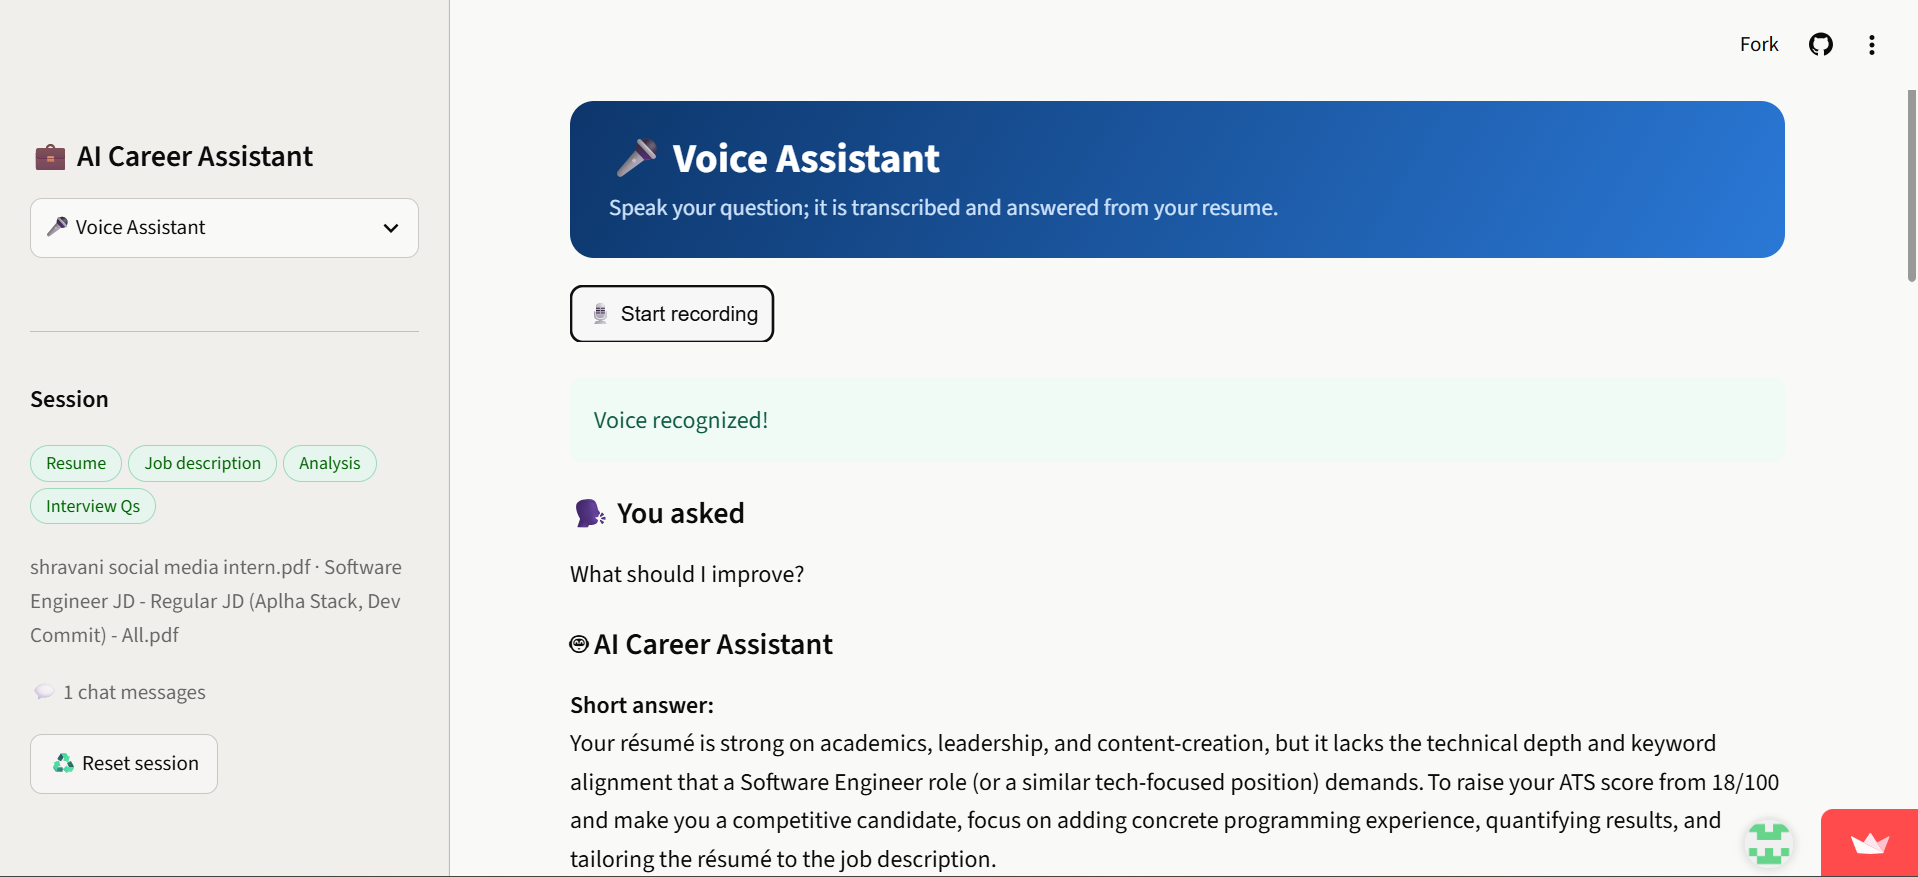 AI Career Assistant
Voice Assistant
Session
Resume
Job description
Analysis
Interview Qs
shravani social media intern.pdf · Software
Engineer JD - Regular JD (Aplha Stack, Dev
Commit) - All.pdf
1 chat messages
Reset session
Fork
Voice Assistant
Speak your question; it is transcribed and answered from your resume.
Start recording
Voice recognized!
You asked
What should I improve?
AI Career Assistant
Short answer:
Your résumé is strong on academics, leadership, and content-creation, but it lacks the technical depth and keyword
alignment that a Software Engineer role (or a similar tech-focused position) demands. To raise your ATS score from 18/100
and make you a competitive candidate, focus on adding concrete programming experience, quantifying results, and
tailoring the résumé to the job description.